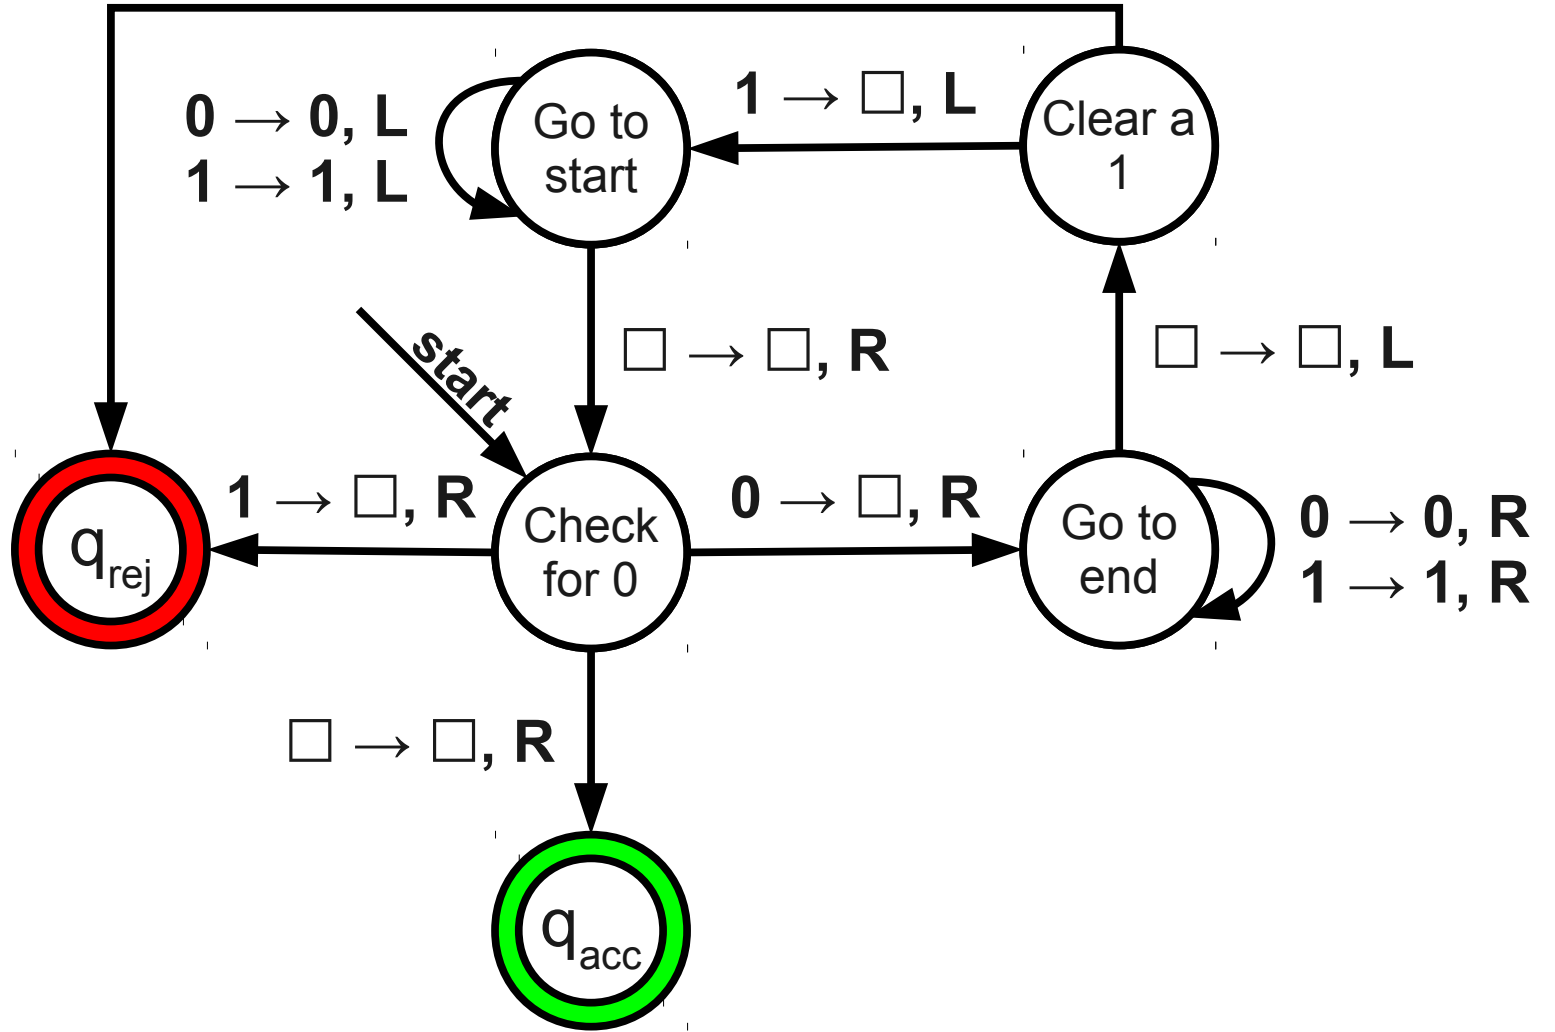 0 → 0, L
1 → 1, L
Go to
start
1 → □, L
Clear a
1
start
□ → □, R
□ → □, L
q_rej
1 → □, R
Check
for 0
0 → □, R
Go to
end
0 → 0, R
1 → 1, R
□ → □, R
q_acc